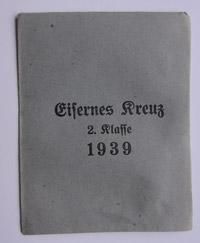 Eisernes Kreuz
2. Klasse
1939